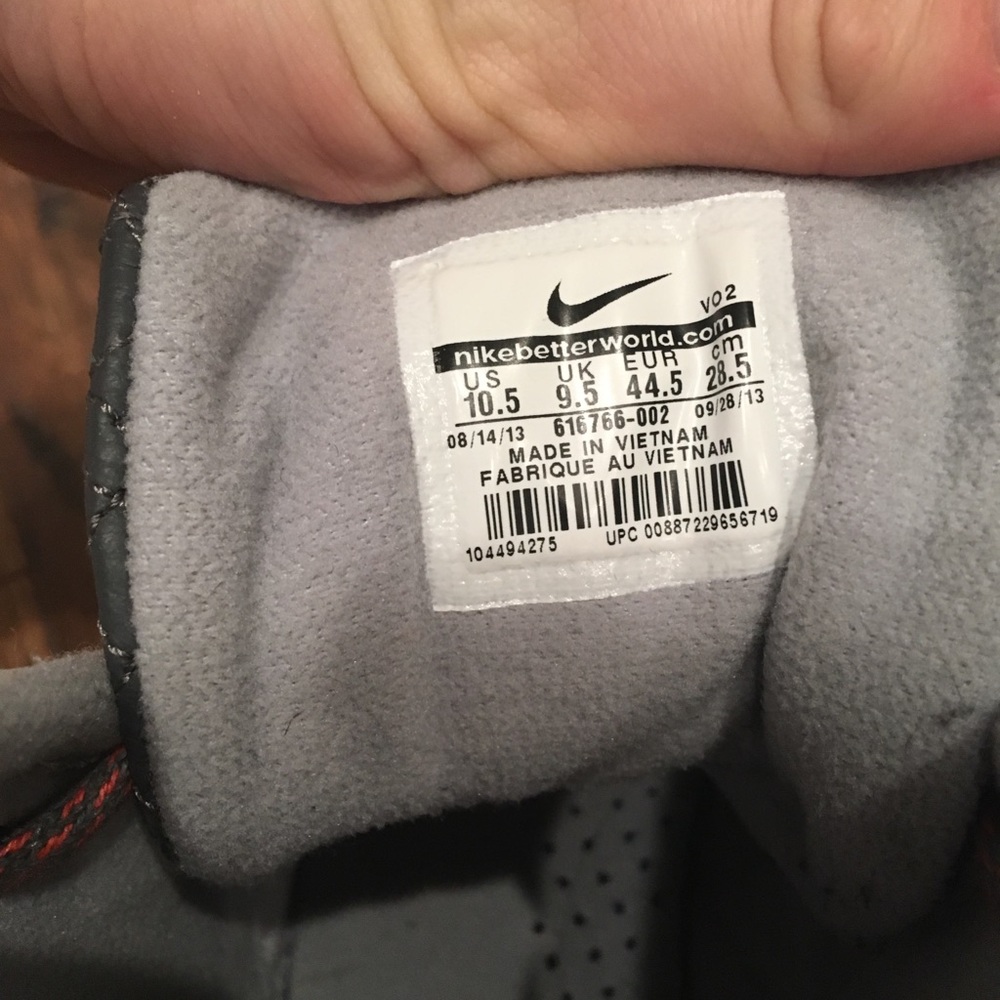 VO2
nikebetterworld.com
US UK EUR cm
10.5 9.5 44.5 28.5
08/14/13 616766-002 09/28/13
MADE IN VIETNAM
FABRIQUE AU VIETNAM
104494275 UPC 00887229656719